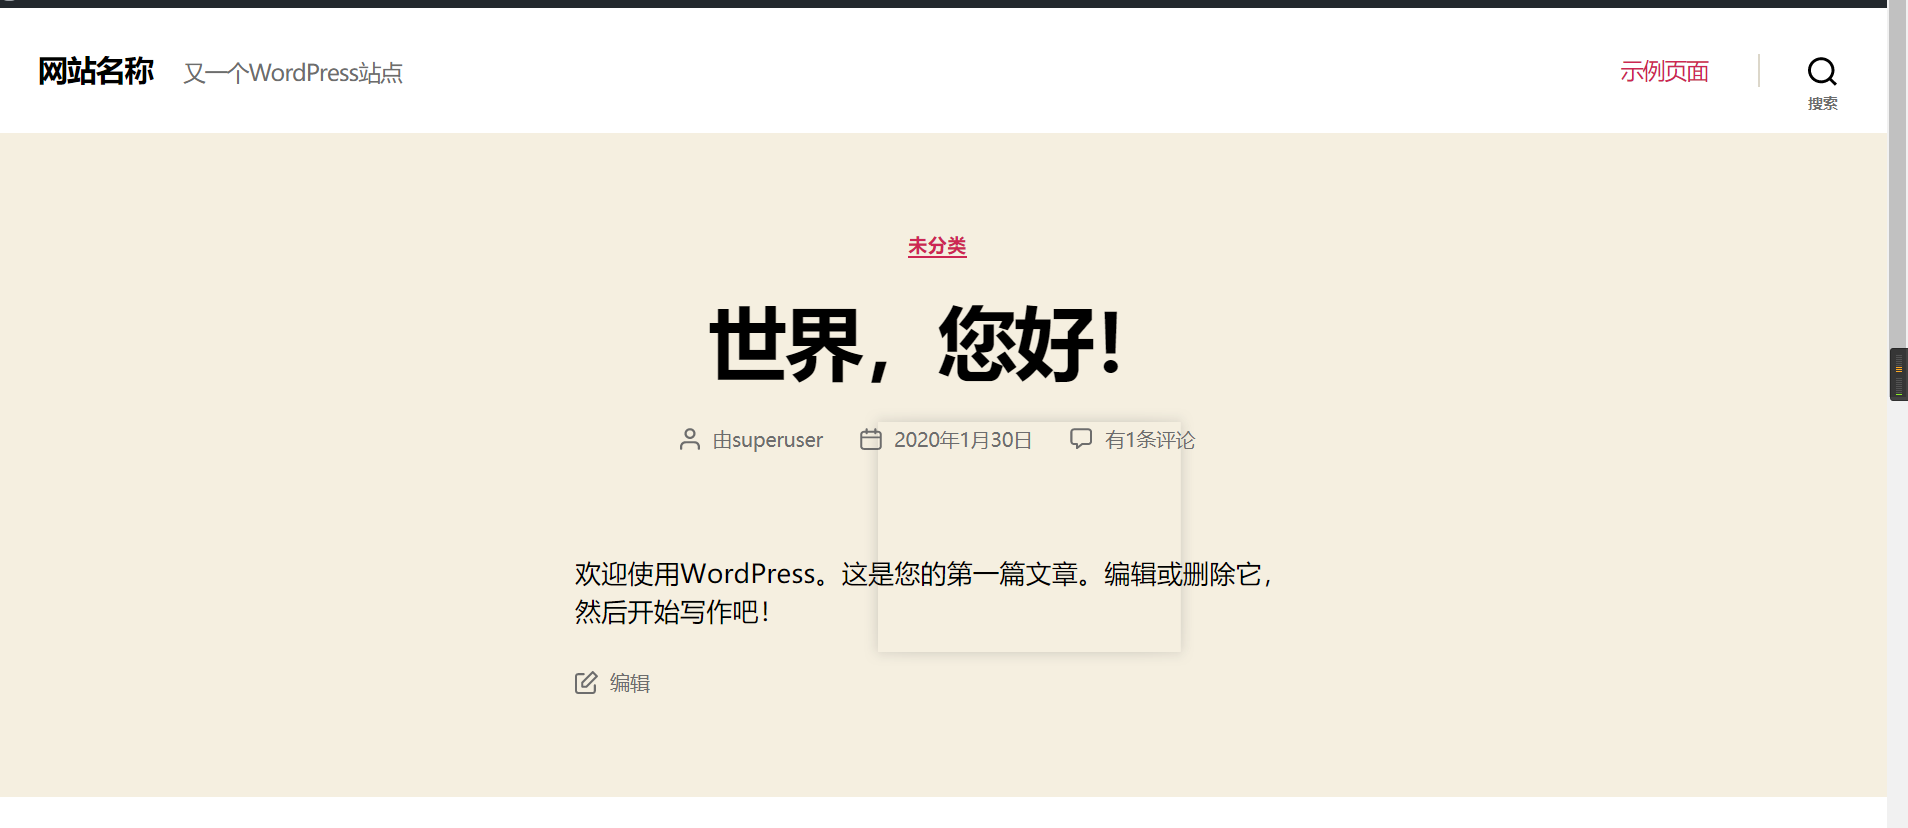 网站名称 又一个WordPress站点 示例页面
搜索
未分类
世界，您好！
由superuser 2020年1月30日 有1条评论
欢迎使用WordPress。这是您的第一篇文章。编辑或删除它，
然后开始写作吧！
编辑